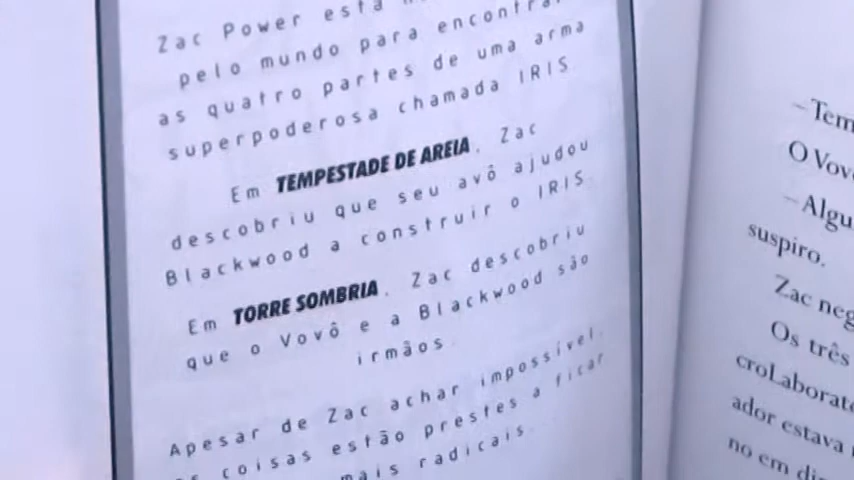 Zac Power está
pelo mundo para encontrar
as quatro partes de uma arma
superpoderosa chamada IRIS.
Em TEMPESTADE DE AREIA, Zac
descobriu que seu avô ajudou
Blackwood a construir o IRIS.
Em TORRE SOMBRIA, Zac descobriu
que o Vovô e a Blackwood são
irmãos.
Apesar de Zac achar impossível,
coisas estão prestes a ficar
mais radicais.
–Tem
O Vov
–Algu
suspiro.
Zac neg
Os três
croLaborat
ador estava
no em di